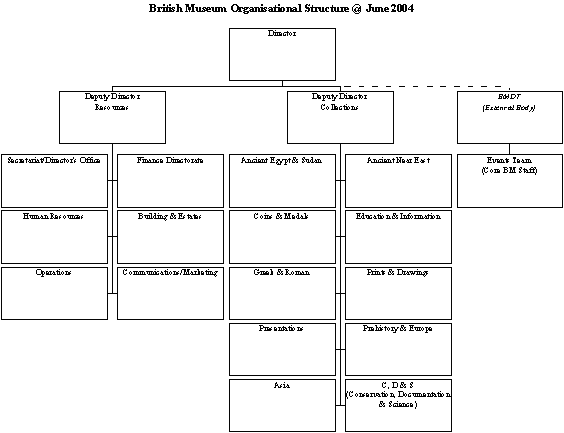 British Museum Organisational Structure @ June 2004
Director
Deputy Director
Resources
Deputy Director
Collections
BMDT
(External Body)
Secretariat/Director's Office
Finance Directorate
Ancient Egypt & Sudan
Ancient Near East
Events Team
(Core BM Staff)
Human Resources
Building & Estates
Coins & Medals
Education & Information
Operations
Communications/Marketing
Greek & Roman
Prints & Drawings
Presentations
Prehistory & Europe
Asia
C, D & S
(Conservation, Documentation
& Science)